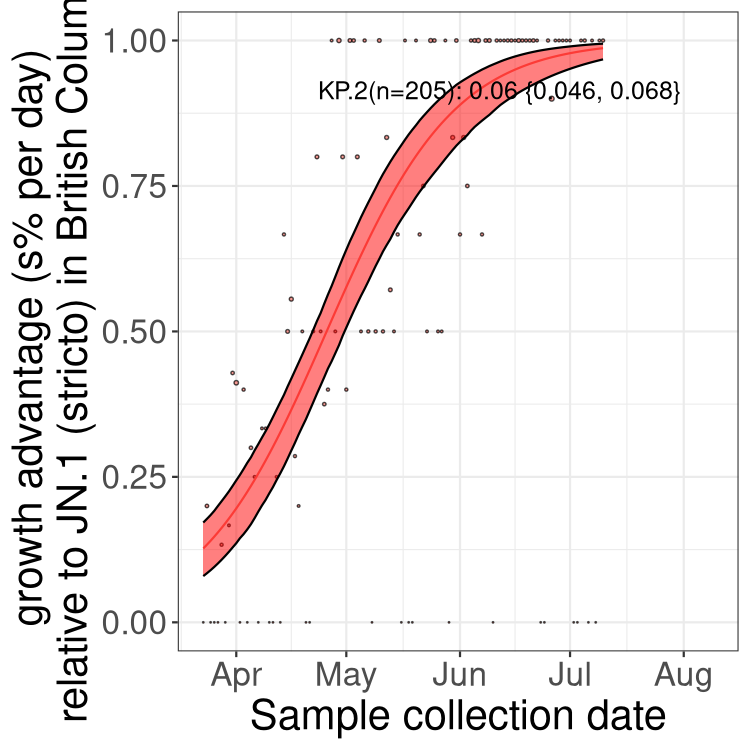 growth advantage (s% per day)
relative to JN.1 (stricto) in British Colum
1.00
0.75
0.50
0.25
0.00
KP.2(n=205): 0.06 {0.046, 0.068}
Apr May Jun Jul Aug
Sample collection date